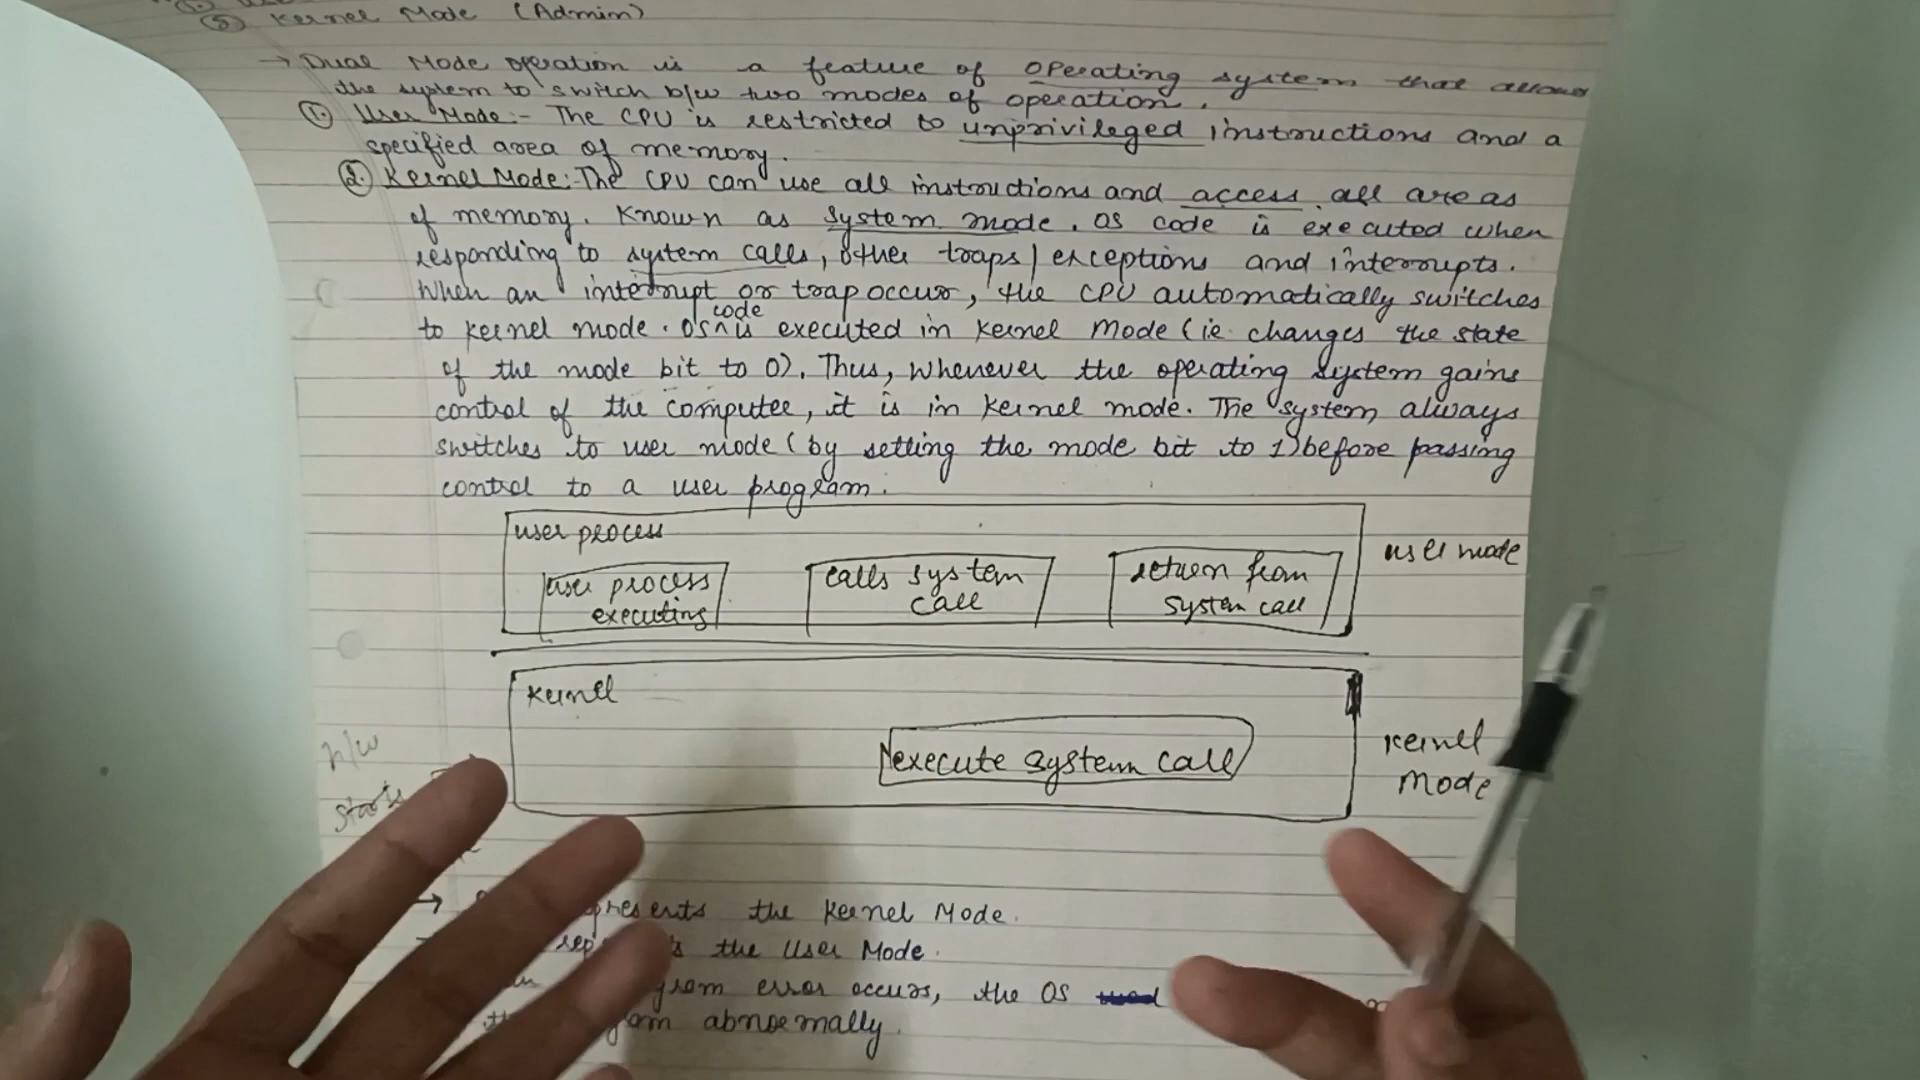 ② Kernel Mode (Admin)
→ Dual Mode operation is a feature of operating system that allows
the system to switch b/w two modes of operation.
① User Mode:- The CPU is restricted to unprivileged instructions and a
specified area of memory.
② Kernel Mode:- The CPU can use all instructions and access all areas
of memory. Known as system mode. OS code is executed when
responding to system calls, other traps/exceptions and interrupts.
When an interrupt or trap occur, the CPU automatically switches
code
to kernel mode. OS ^ is executed in kernel mode (ie. changes the state
of the mode bit to 0). Thus, whenever the operating system gains
control of the computer, it is in kernel mode. The system always
switches to user mode (by setting the mode bit to 1) before passing
control to a user program.
user process
user mode
user process
executing
calls system
call
return from
system call
kernel
execute system call
kernel
mode
h/w
starts
→ the Kernel Mode.
the User Mode.
error occurs, the OS
abnormally.